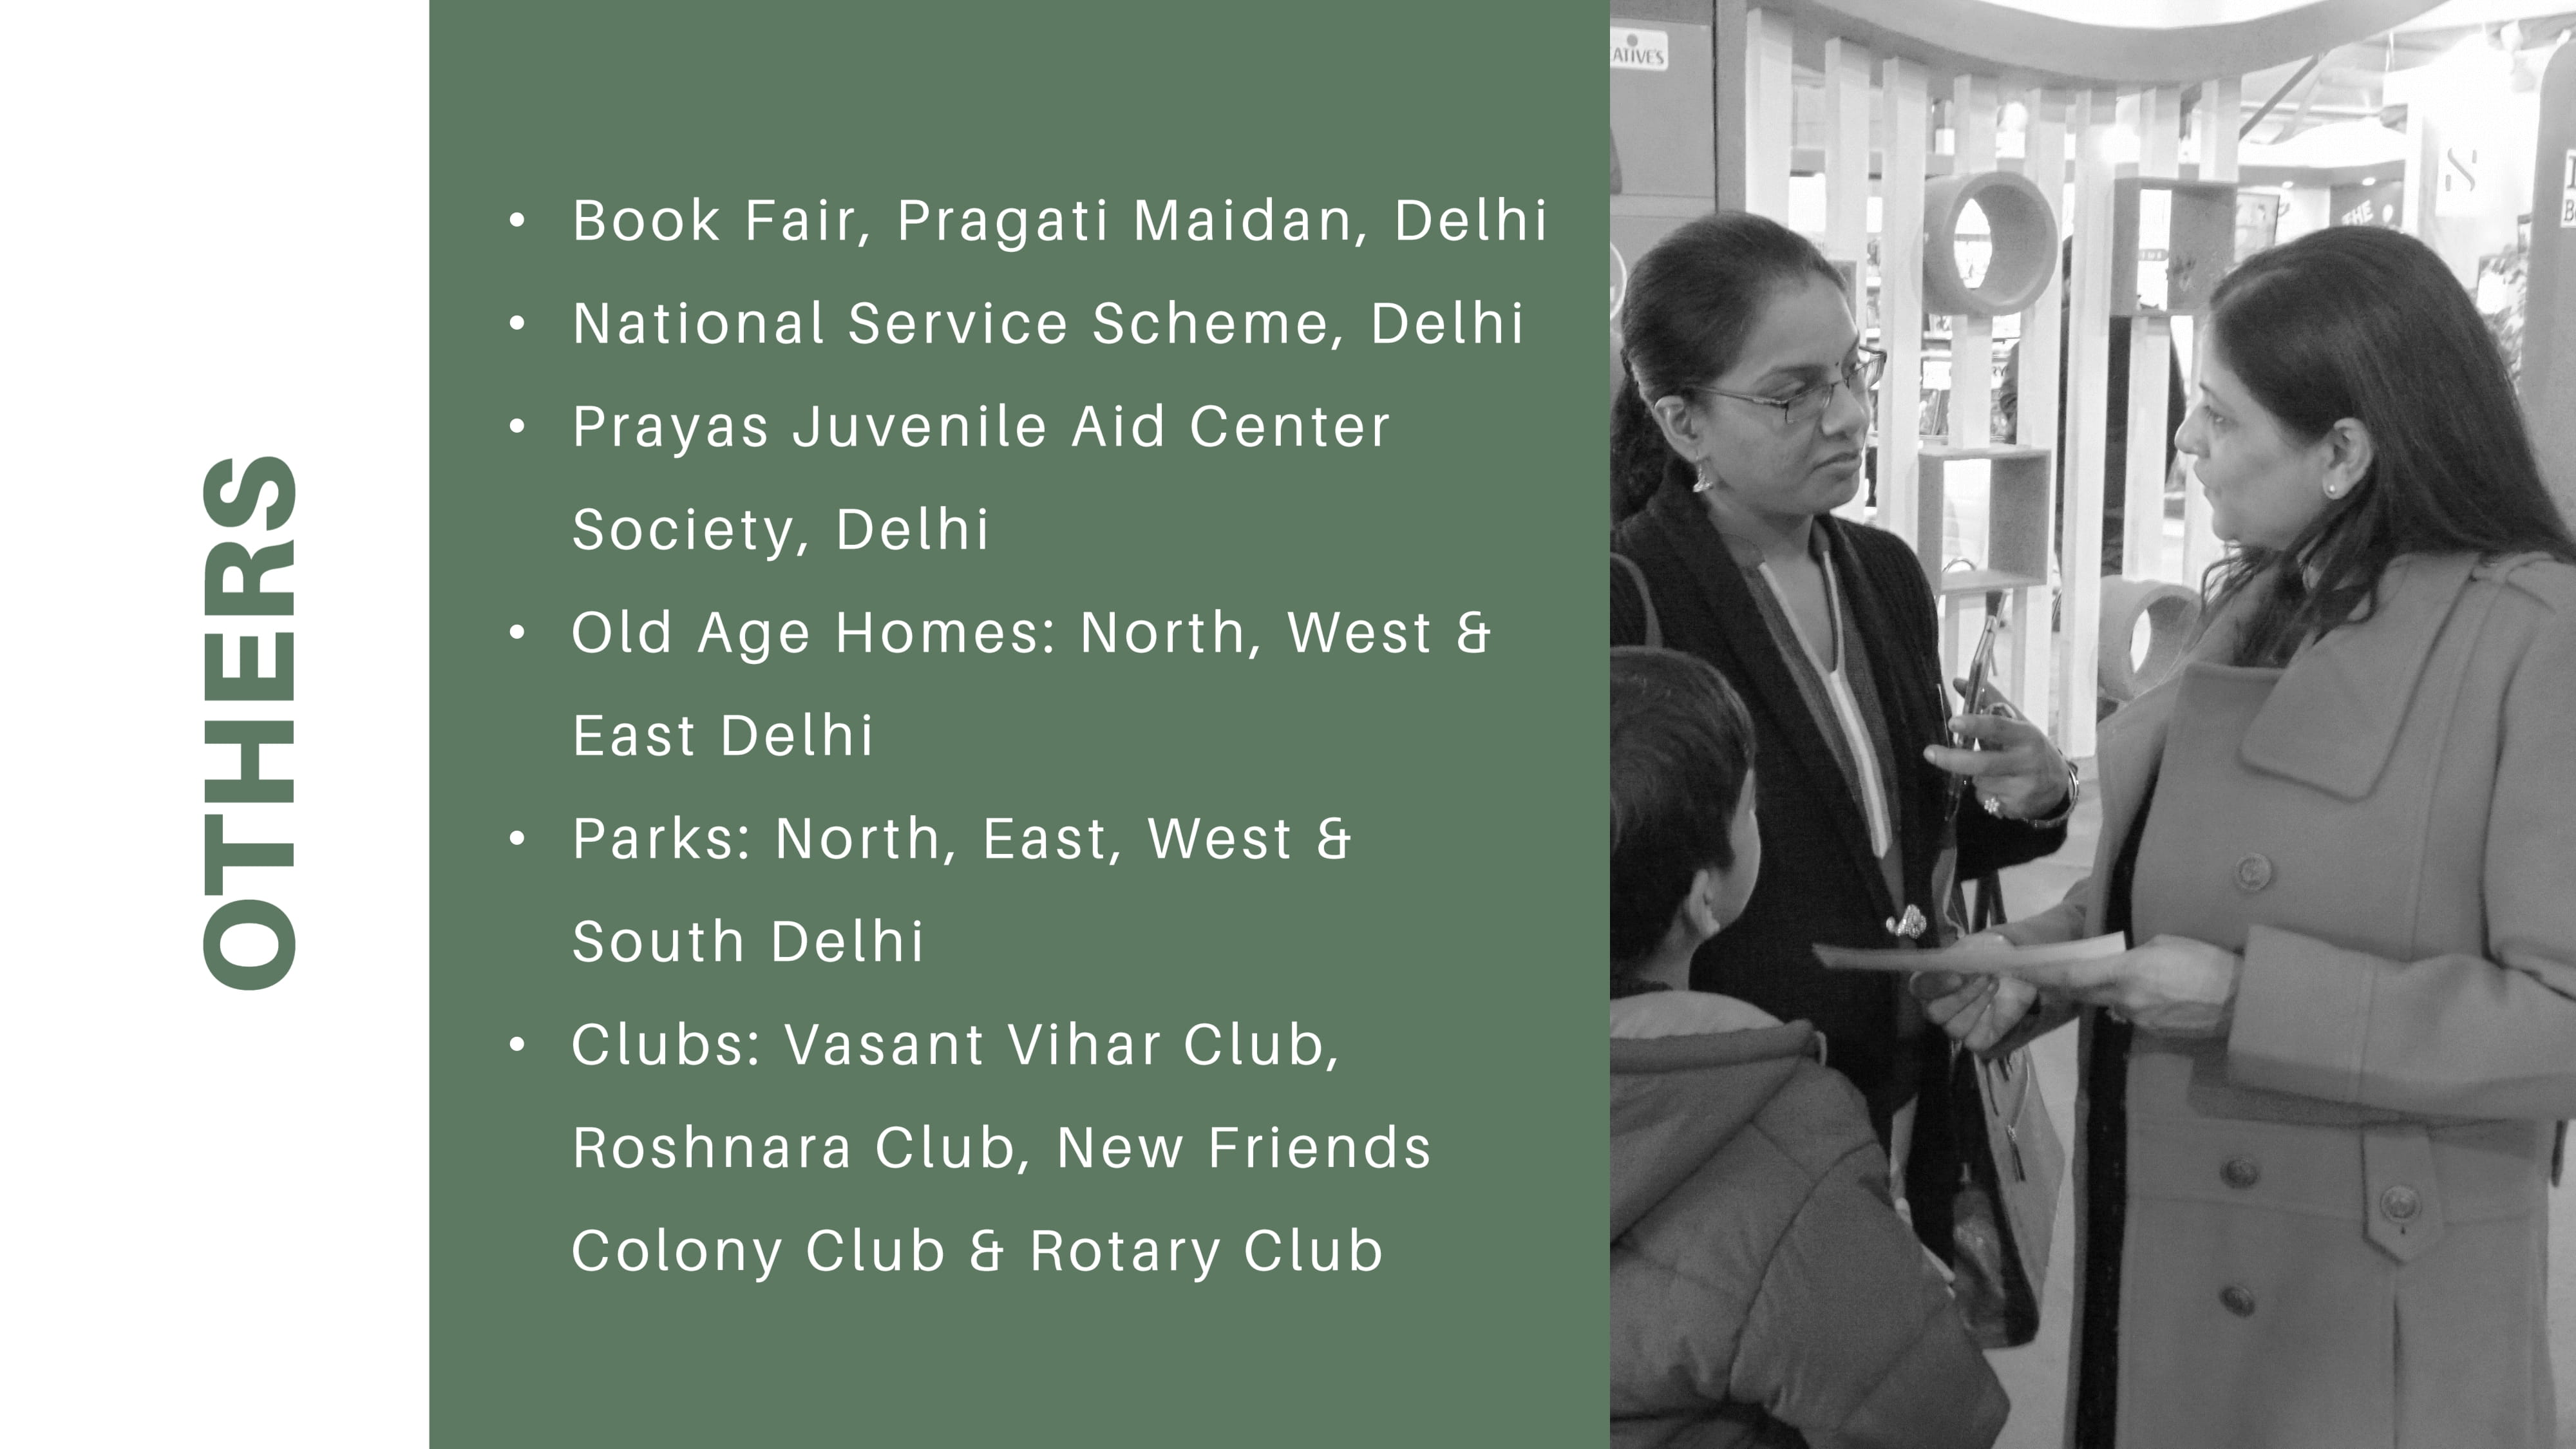 OTHERS
• Book Fair, Pragati Maidan, Delhi
• National Service Scheme, Delhi
• Prayas Juvenile Aid Center
Society, Delhi
• Old Age Homes: North, West &
East Delhi
• Parks: North, East, West &
South Delhi
• Clubs: Vasant Vihar Club,
Roshnara Club, New Friends
Colony Club & Rotary Club
ATIVES
THE